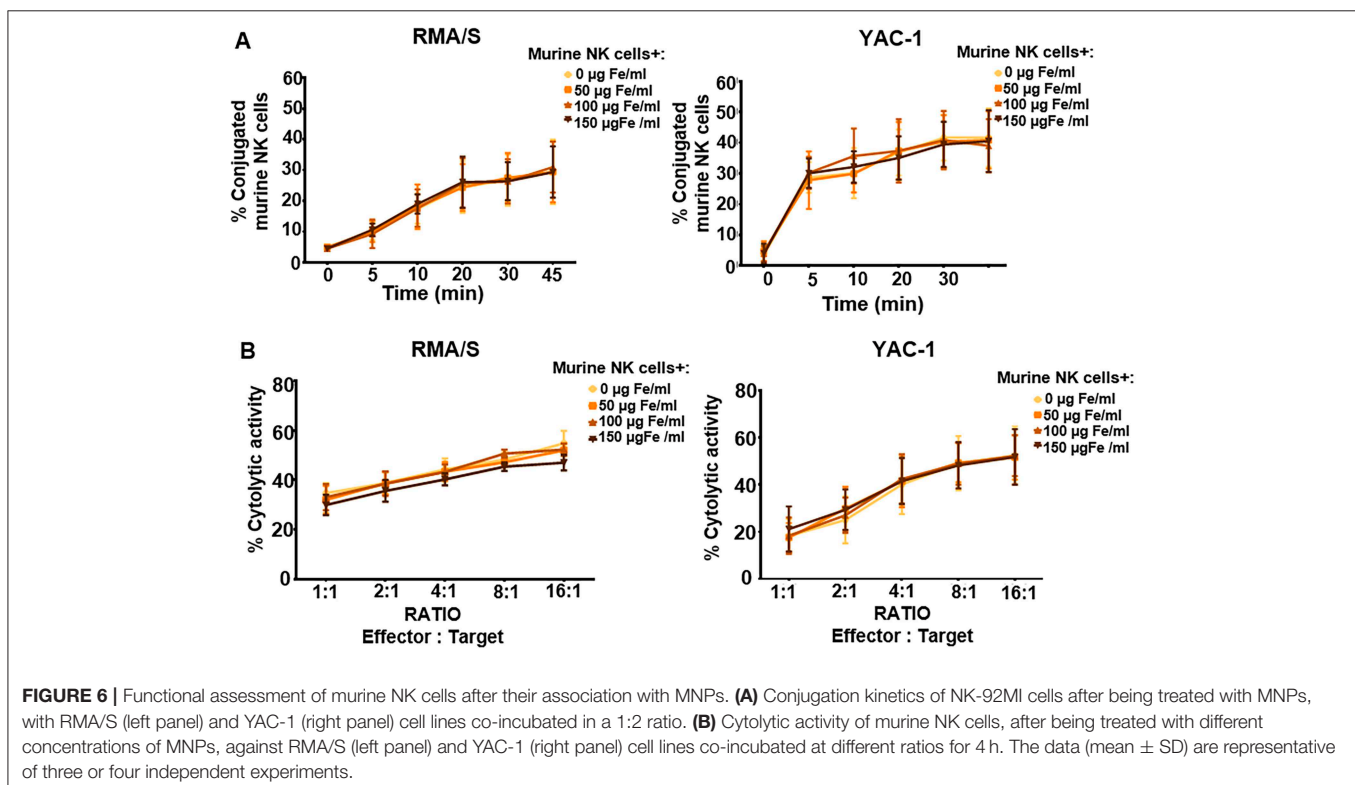 A
RMA/S
Murine NK cells+:
0 µg Fe/ml
50 µg Fe/ml
100 µg Fe/ml
150 µgFe /ml
% Conjugated
murine NK cells
60
50
40
30
20
10
0
0 5 10 20 30 45
Time (min)
YAC-1
Murine NK cells+:
0 µg Fe/ml
50 µg Fe/ml
100 µg Fe/ml
150 µgFe /ml
% Conjugated
murine NK cells
60
50
40
30
20
10
0
0 5 10 20 30
Time (min)
B
RMA/S
Murine NK cells+:
0 µg Fe/ml
50 µg Fe/ml
100 µg Fe/ml
150 µgFe /ml
% Cytolytic activity
80
60
40
20
0
1:1 2:1 4:1 8:1 16:1
RATIO
Effector : Target
YAC-1
Murine NK cells+:
0 µg Fe/ml
50 µg Fe/ml
100 µg Fe/ml
150 µgFe /ml
% Cytolytic activity
80
60
40
20
0
1:1 2:1 4:1 8:1 16:1
RATIO
Effector : Target
FIGURE 6 | Functional assessment of murine NK cells after their association with MNPs. (A) Conjugation kinetics of NK-92MI cells after being treated with MNPs,
with RMA/S (left panel) and YAC-1 (right panel) cell lines co-incubated in a 1:2 ratio. (B) Cytolytic activity of murine NK cells, after being treated with different
concentrations of MNPs, against RMA/S (left panel) and YAC-1 (right panel) cell lines co-incubated at different ratios for 4 h. The data (mean ± SD) are representative
of three or four independent experiments.